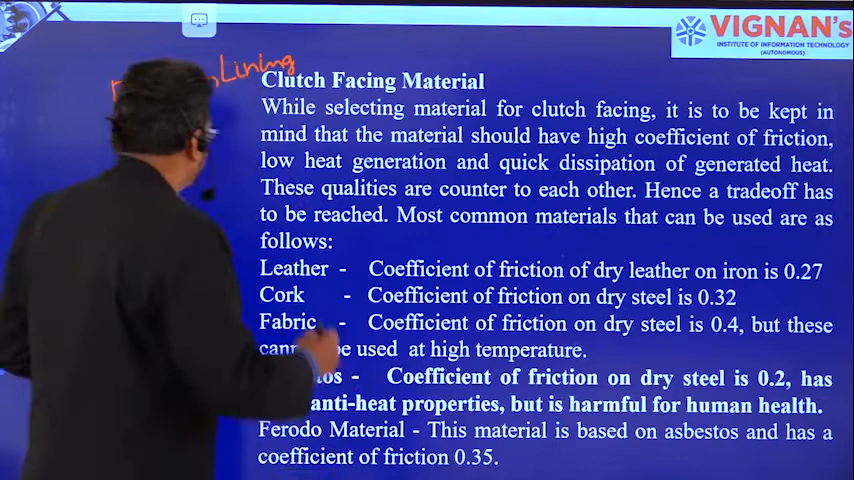 VIGNAN's
INSTITUTE OF INFORMATION TECHNOLOGY
(AUTONOMOUS)
Lining
Clutch Facing Material
While selecting material for clutch facing, it is to be kept in
mind that the material should have high coefficient of friction,
low heat generation and quick dissipation of generated heat.
These qualities are counter to each other. Hence a tradeoff has
to be reached. Most common materials that can be used are as
follows:
Leather - Coefficient of friction of dry leather on iron is 0.27
Cork - Coefficient of friction on dry steel is 0.32
Fabric - Coefficient of friction on dry steel is 0.4, but these
be used at high temperature.
- Coefficient of friction on dry steel is 0.2, has
anti-heat properties, but is harmful for human health.
Ferodo Material - This material is based on asbestos and has a
coefficient of friction 0.35.